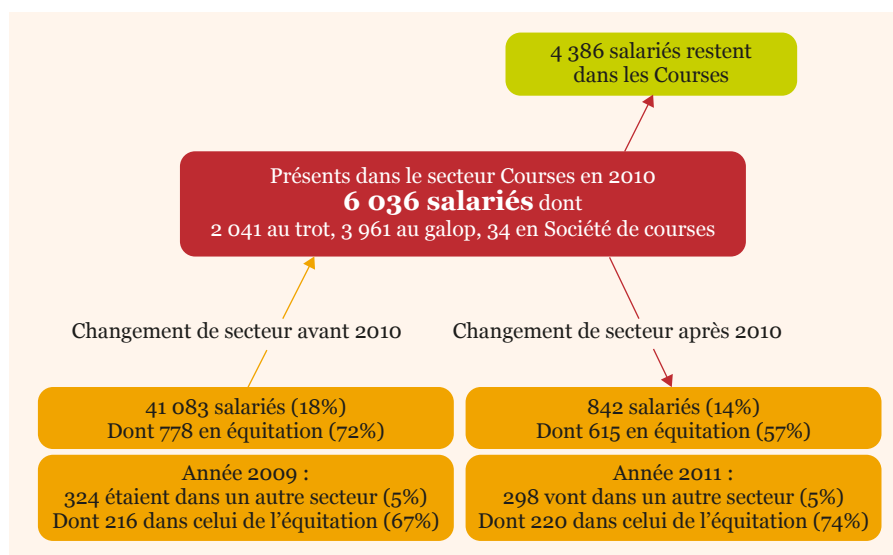 4 386 salariés restent
dans les Courses
Présents dans le secteur Courses en 2010
6 036 salariés dont
2 041 au trot, 3 961 au galop, 34 en Société de courses
Changement de secteur avant 2010
Changement de secteur après 2010
41 083 salariés (18%)
Dont 778 en équitation (72%)
842 salariés (14%)
Dont 615 en équitation (57%)
Année 2009 :
324 étaient dans un autre secteur (5%)
Dont 216 dans celui de l'équitation (67%)
Année 2011 :
298 vont dans un autre secteur (5%)
Dont 220 dans celui de l'équitation (74%)